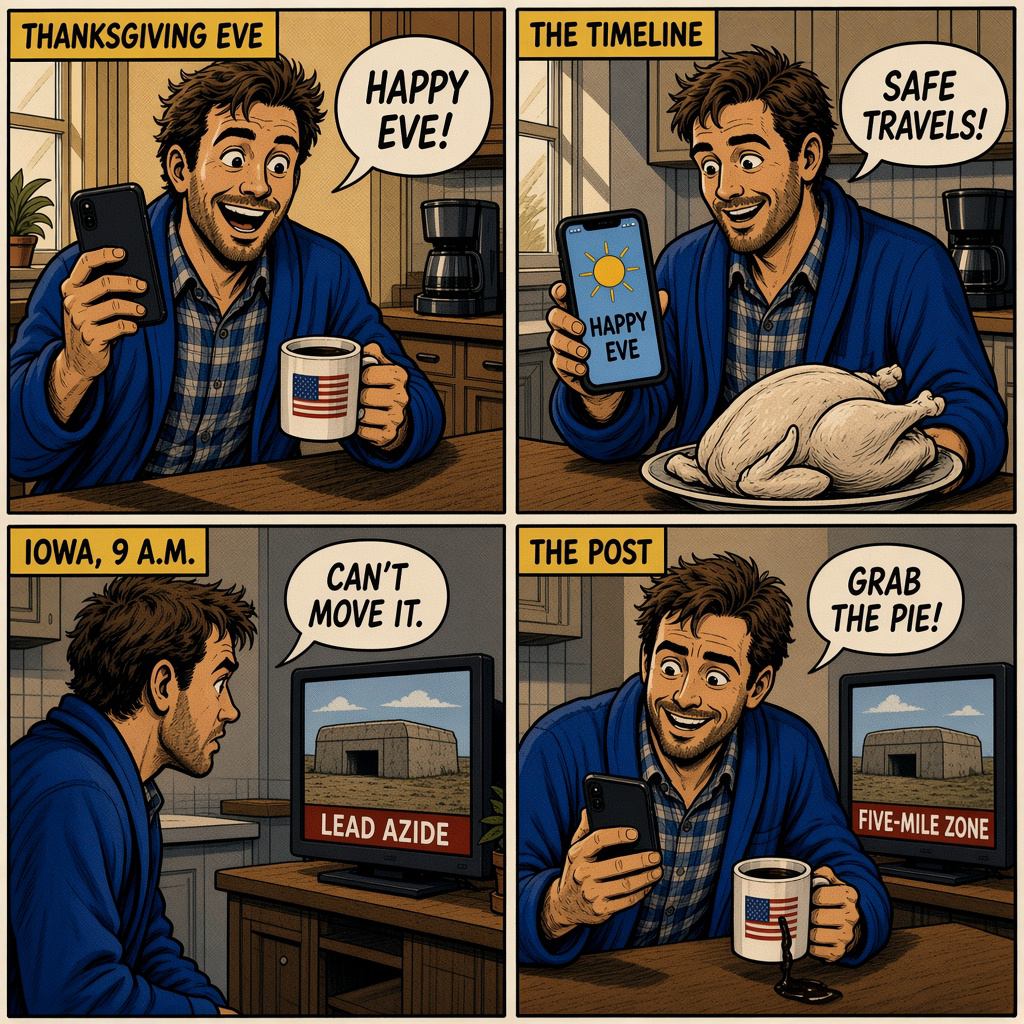 THANKSGIVING EVE
HAPPY
EVE!
THE TIMELINE
SAFE
TRAVELS!
HAPPY
EVE
IOWA, 9 A.M.
CAN'T
MOVE IT.
LEAD AZIDE
THE POST
GRAB
THE PIE!
FIVE-MILE ZONE